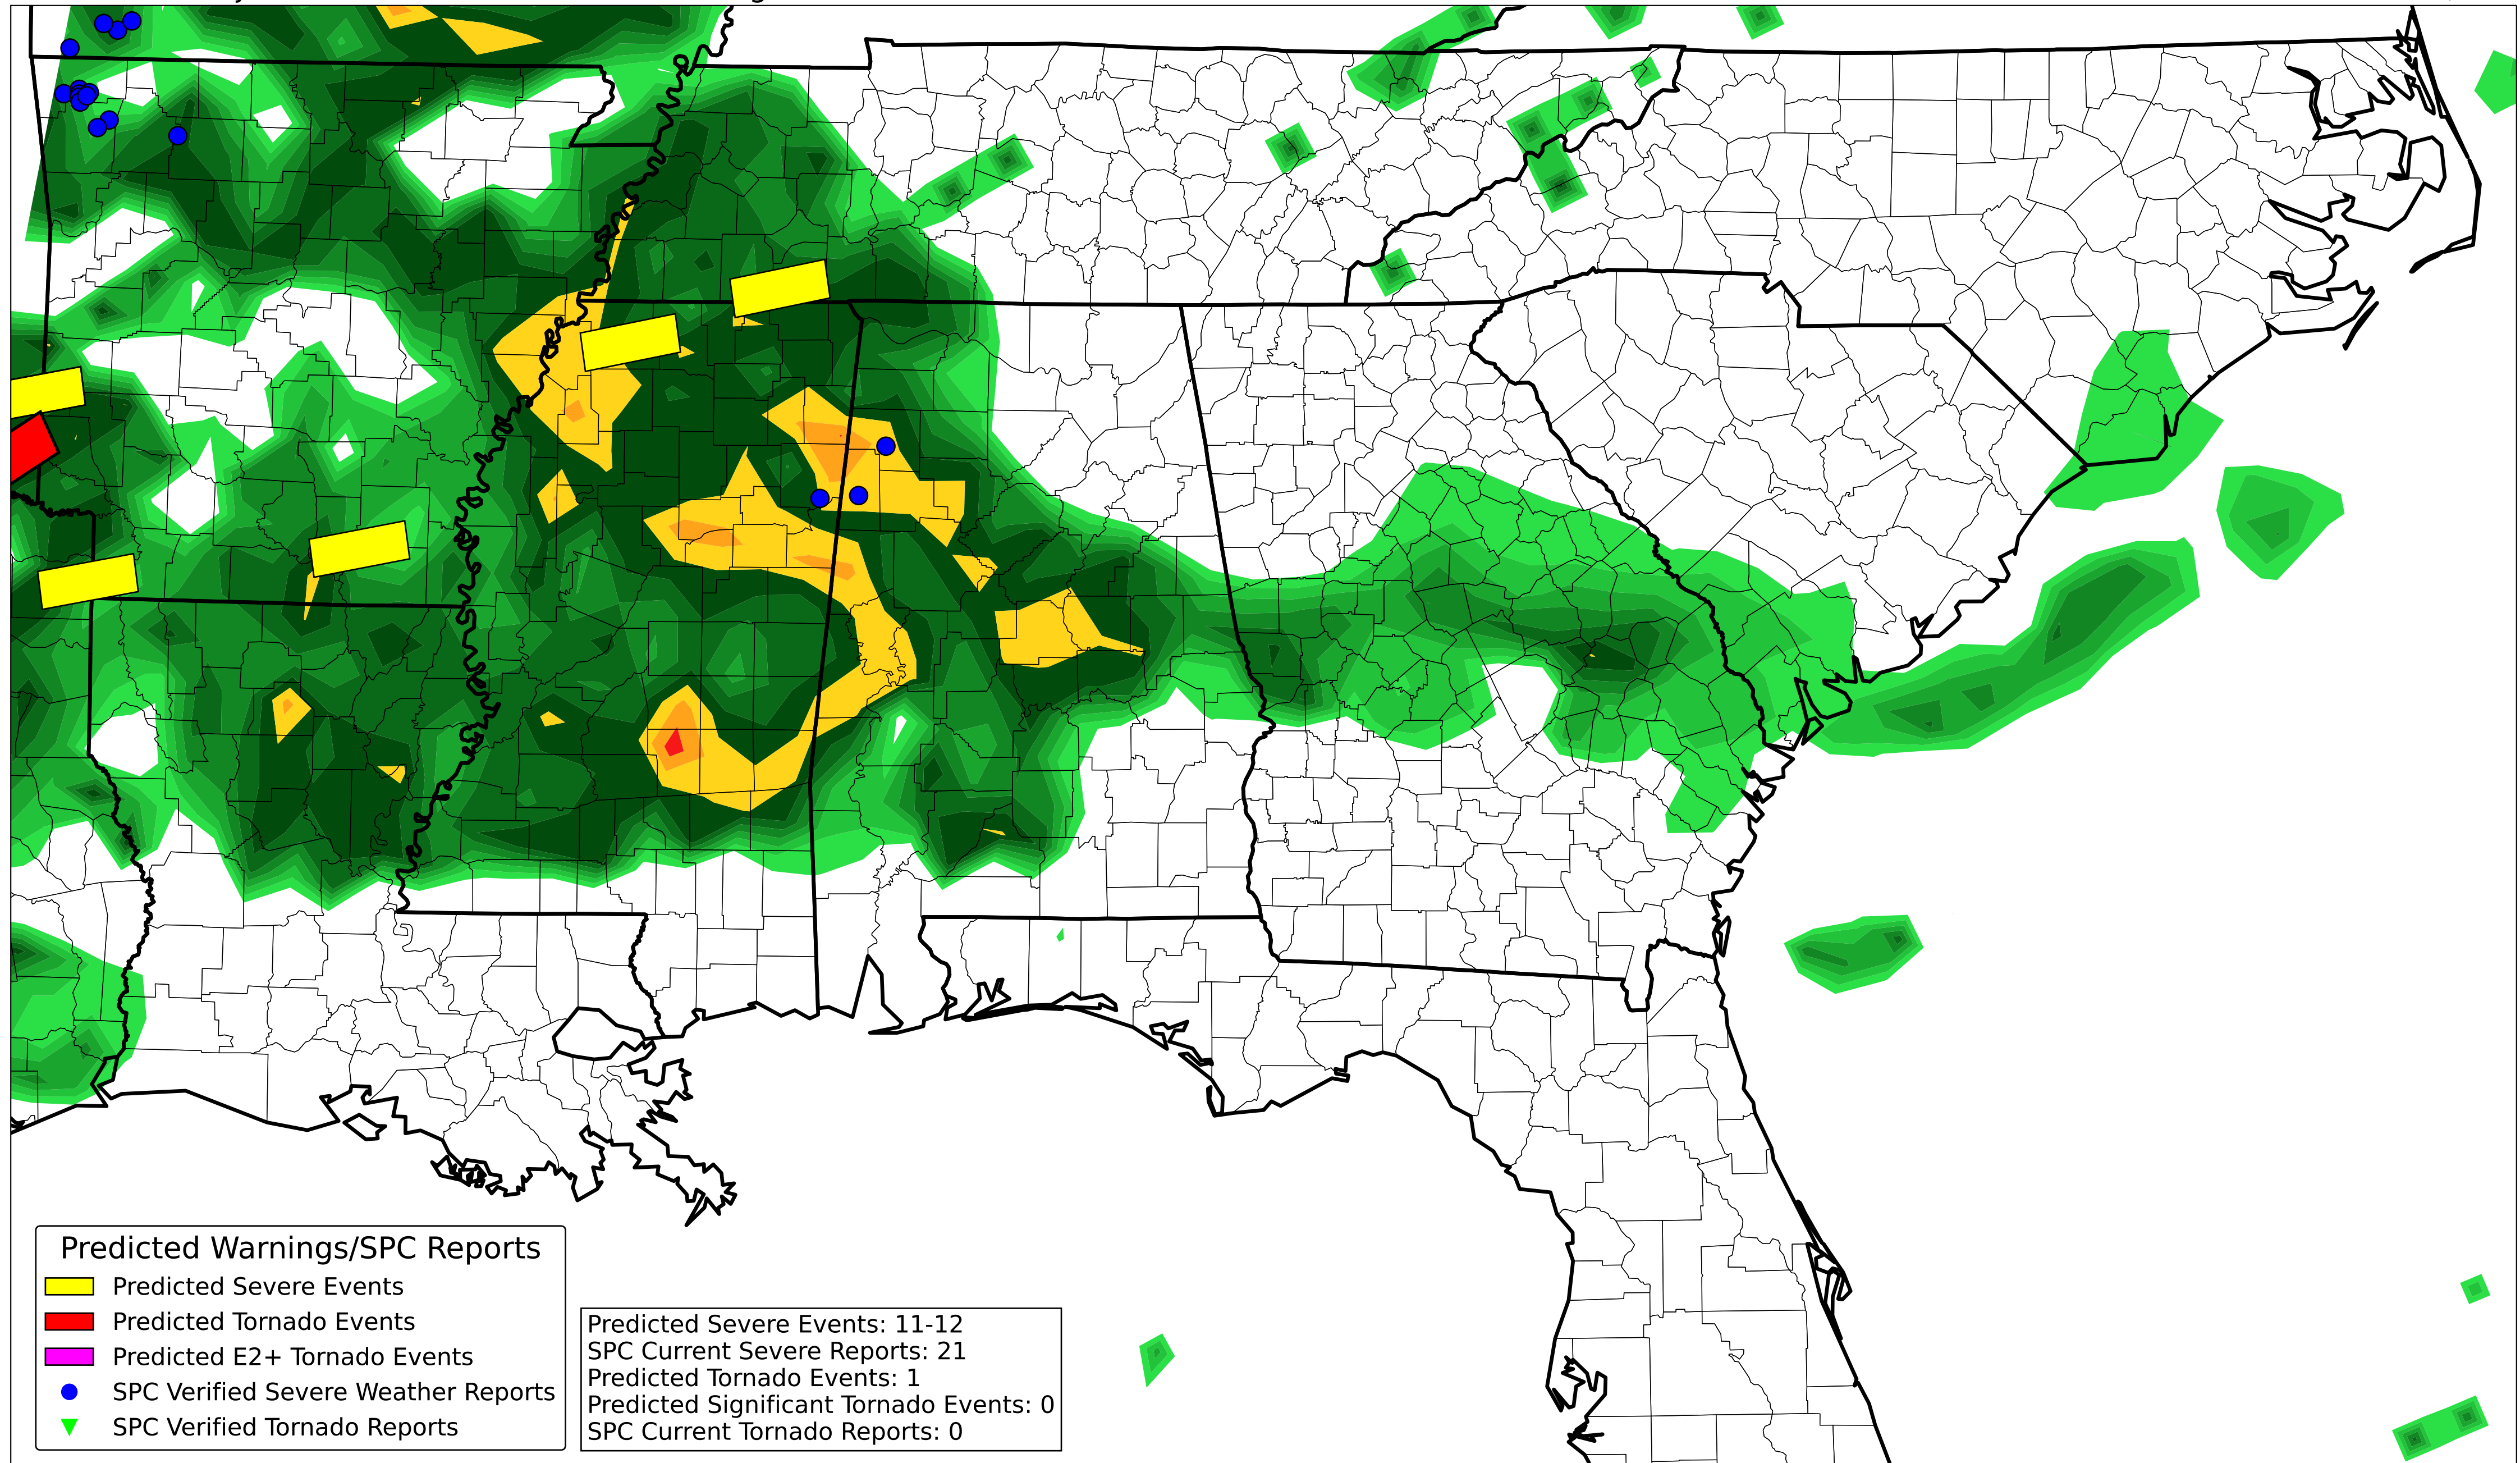 Predicted Warnings/SPC Reports
Predicted Severe Events
Predicted Tornado Events
Predicted E2+ Tornado Events
SPC Verified Severe Weather Reports
SPC Verified Tornado Reports
Predicted Severe Events: 11-12
SPC Current Severe Reports: 21
Predicted Tornado Events: 1
Predicted Significant Tornado Events: 0
SPC Current Tornado Reports: 0